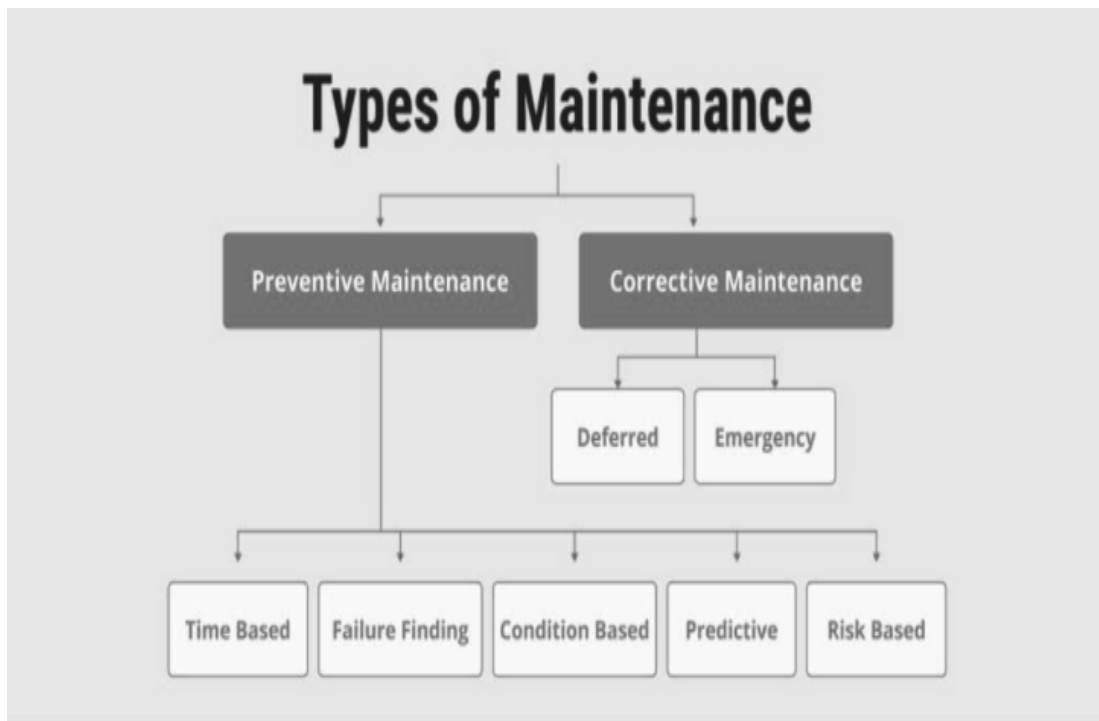 Types of Maintenance
Preventive Maintenance
Corrective Maintenance
Deferred
Emergency
Time Based
Failure Finding
Condition Based
Predictive
Risk Based